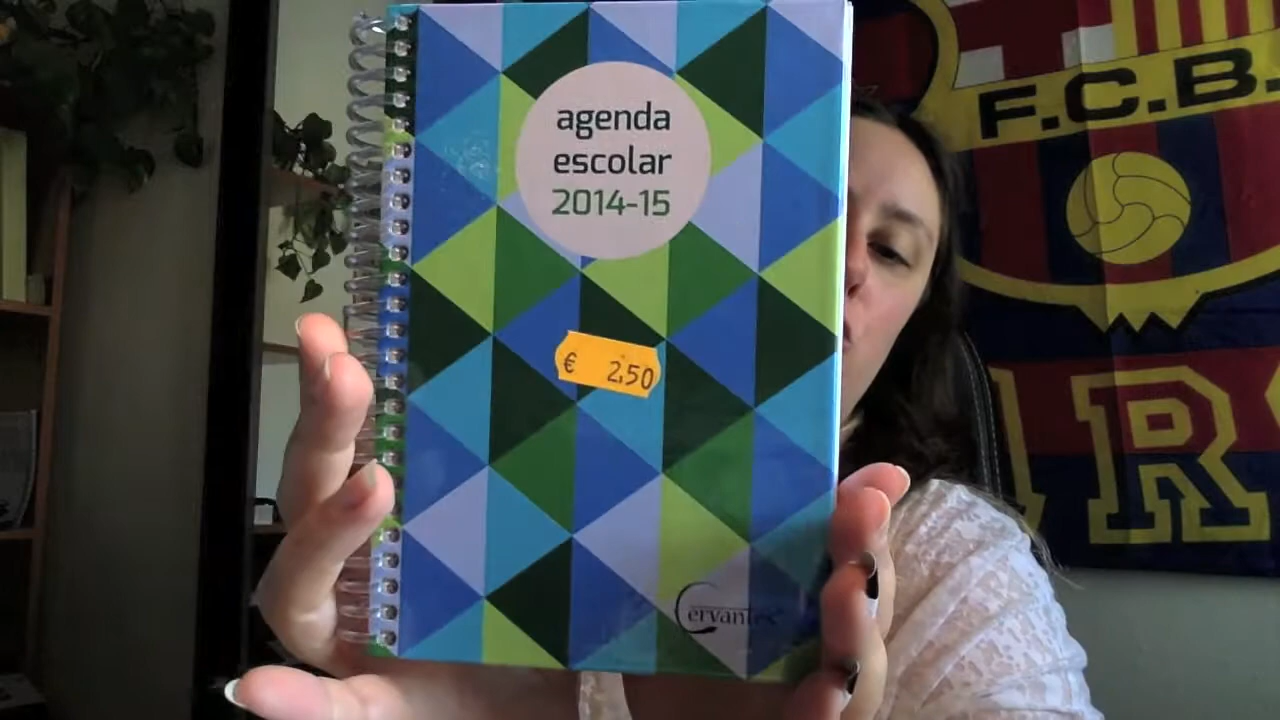 agenda
escolar
2014-15
€ 2,50
Cervantes
F.C.B.
R